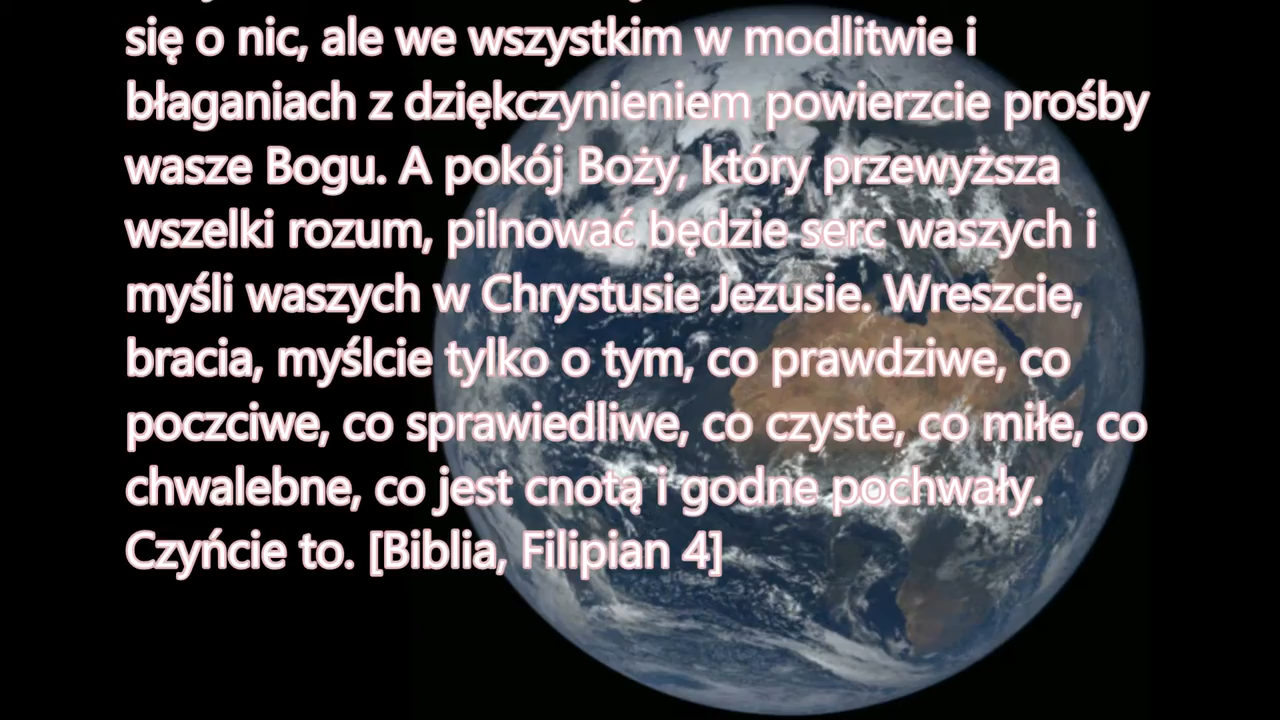 się o nic, ale we wszystkim w modlitwie i
błaganiach z dziękczynieniem powierzcie prośby
wasze Bogu. A pokój Boży, który przewyższa
wszelki rozum, pilnować będzie serc waszych i
myśli waszych w Chrystusie Jezusie. Wreszcie,
bracia, myślcie tylko o tym, co prawdziwe, co
poczciwe, co sprawiedliwe, co czyste, co miłe, co
chwalebne, co jest cnotą i godne pochwały.
Czyńcie to. [Biblia, Filipian 4]